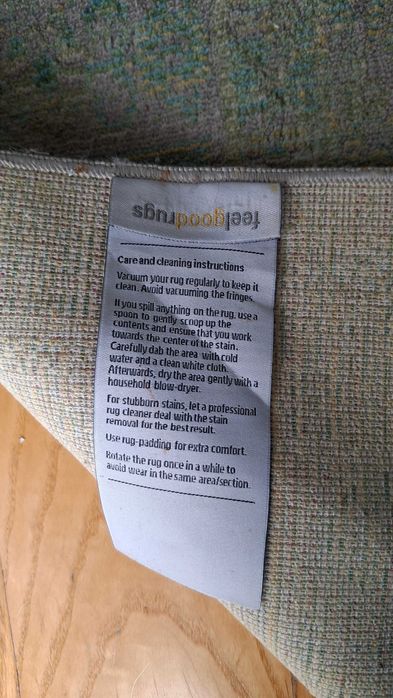 feelgoodrugs
Care and cleaning instructions
Vacuum your rug regularly to keep it
clean. Avoid vacuuming the fringes.
If you spill anything on the rug, use a
spoon to gently scoop up the
contents and ensure that you work
towards the center of the stain.
Carefully dab the area with cold
water and a clean white cloth.
Afterwards, dry the area gently with a
household blow-dryer.
For stubborn stains, let a professional
rug cleaner deal with the stain
removal for the best result.
Use rug-padding for extra comfort.
Rotate the rug once in a while to
avoid wear in the same area/section.